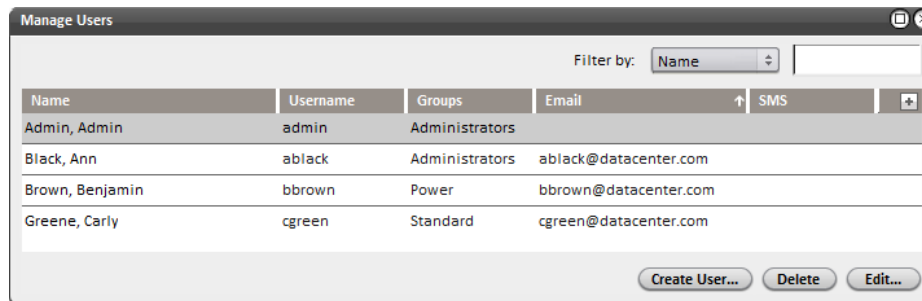 Manage Users
Filter by: Name
Name Username Groups Email SMS
Admin, Admin admin Administrators
Black, Ann ablack Administrators ablack@datacenter.com
Brown, Benjamin bbrown Power bbrown@datacenter.com
Greene, Carly cgreen Standard cgreen@datacenter.com
Create User... Delete Edit...